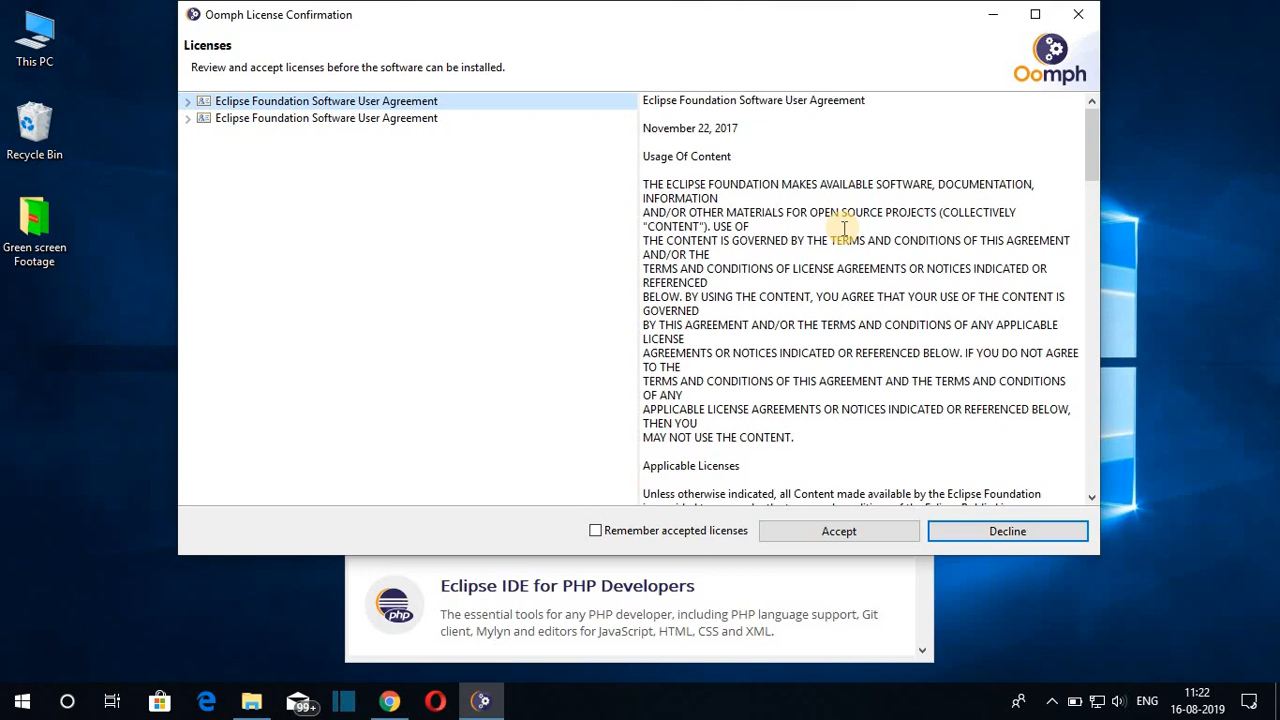 Oomph License Confirmation
Licenses
Review and accept licenses before the software can be installed.
Oomph
Eclipse Foundation Software User Agreement
Eclipse Foundation Software User Agreement
Eclipse Foundation Software User Agreement
November 22, 2017
Usage Of Content
THE ECLIPSE FOUNDATION MAKES AVAILABLE SOFTWARE, DOCUMENTATION,
INFORMATION
AND/OR OTHER MATERIALS FOR OPEN SOURCE PROJECTS (COLLECTIVELY
"CONTENT"). USE OF
THE CONTENT IS GOVERNED BY THE TERMS AND CONDITIONS OF THIS AGREEMENT
AND/OR THE
TERMS AND CONDITIONS OF LICENSE AGREEMENTS OR NOTICES INDICATED OR
REFERENCED
BELOW. BY USING THE CONTENT, YOU AGREE THAT YOUR USE OF THE CONTENT IS
GOVERNED
BY THIS AGREEMENT AND/OR THE TERMS AND CONDITIONS OF ANY APPLICABLE
LICENSE
AGREEMENTS OR NOTICES INDICATED OR REFERENCED BELOW. IF YOU DO NOT AGREE
TO THE
TERMS AND CONDITIONS OF THIS AGREEMENT AND THE TERMS AND CONDITIONS
OF ANY
APPLICABLE LICENSE AGREEMENTS OR NOTICES INDICATED OR REFERENCED BELOW,
THEN YOU
MAY NOT USE THE CONTENT.
Applicable Licenses
Unless otherwise indicated, all Content made available by the Eclipse Foundation
Remember accepted licenses
Accept
Decline
This PC
Recycle Bin
Green screen
Footage
php
Eclipse IDE for PHP Developers
The essential tools for any PHP developer, including PHP language support, Git
client, Mylyn and editors for JavaScript, HTML, CSS and XML.
99+
ENG
11:22
16-08-2019